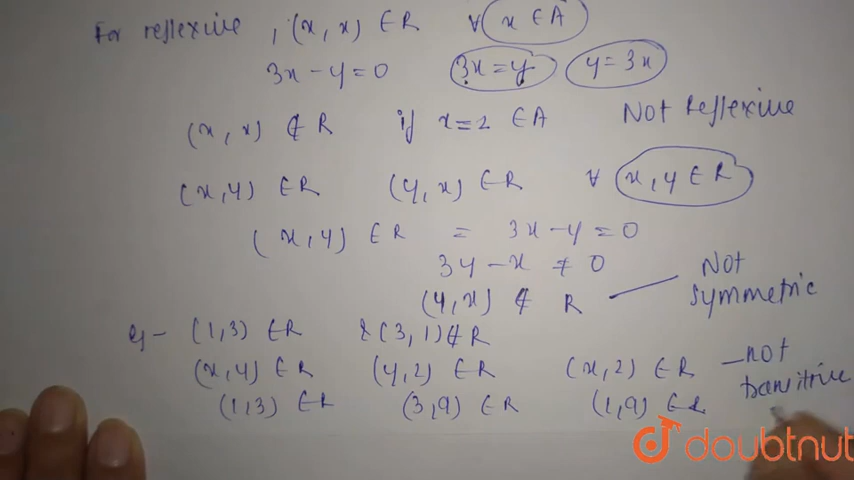 For reflexive , (x, x) ∈ R ∀ x ∈ A
3x - y = 0 3x = y y = 3x
(x, x) ∉ R if x = 2 ∈ A Not reflexive
(x, y) ∈ R (y, x) ∈ R ∀ x, y ∈ R
(x, y) ∈ R = 3x - y = 0
3y - x ≠ 0
(y, x) ∉ R — Not symmetric
eg - (1, 3) ∈ R & (3, 1) ∉ R
(x, y) ∈ R (y, z) ∈ R (x, z) ∈ R — not transitive
(1, 3) ∈ R (3, 9) ∈ R (1, 9) ∉ R
doubtnut